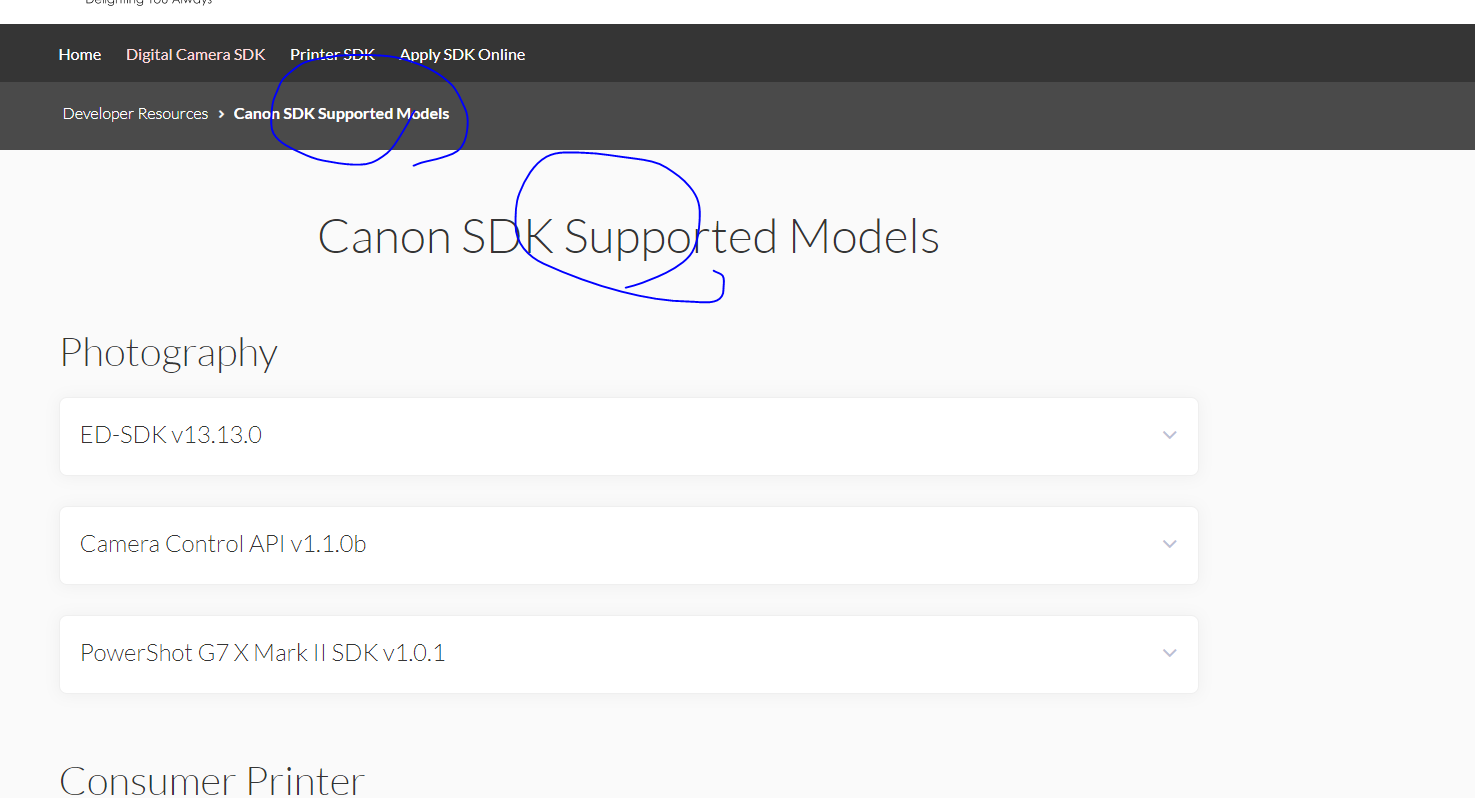 Delighting You Always
Home Digital Camera SDK Printer SDK Apply SDK Online
Developer Resources › Canon SDK Supported Models
Canon SDK Supported Models
Photography
ED-SDK v13.13.0
Camera Control API v1.1.0b
PowerShot G7 X Mark II SDK v1.0.1
Consumer Printer